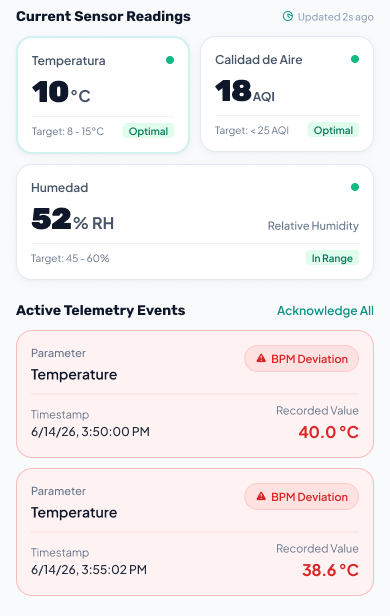 Current Sensor Readings
Updated 2s ago
Temperatura
10 °C
Target: 8 - 15°C
Optimal
Calidad de Aire
18 AQI
Target: < 25 AQI
Optimal
Humedad
52 % RH
Relative Humidity
Target: 45 - 60%
In Range
Active Telemetry Events
Acknowledge All
Parameter
BPM Deviation
Temperature
Timestamp
Recorded Value
6/14/26, 3:50:00 PM
40.0 °C
Parameter
BPM Deviation
Temperature
Timestamp
Recorded Value
6/14/26, 3:55:02 PM
38.6 °C